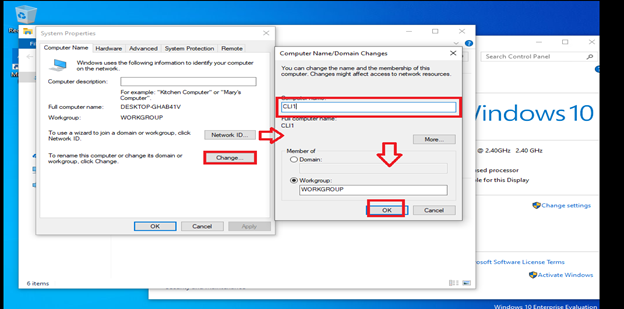 System Properties
Computer Name
Hardware
Advanced
System Protection
Remote
Windows uses the following information to identify your computer
on the network.
Computer description:
For example: "Kitchen Computer" or "Mary's
Computer".
Full computer name:
DESKTOP-GHAB41V
Workgroup:
WORKGROUP
To use a wizard to join a domain or workgroup, click
Network ID.
Network ID...
To rename this computer or change its domain or
workgroup, click Change.
Change...
OK
Cancel
Apply
6 items
Computer Name/Domain Changes
You can change the name and the membership of this
computer. Changes might affect access to network resources.
Computer name:
CLI1
Full computer name:
CLI1
More...
Member of
Domain:
Workgroup:
WORKGROUP
OK
Cancel
Search Control Panel
Windows 10
@ 2.40GHz 2.40 GHz
processor
for this Display
Change settings
Microsoft Software License Terms
Activate Windows
Windows 10 Enterprise Evaluation